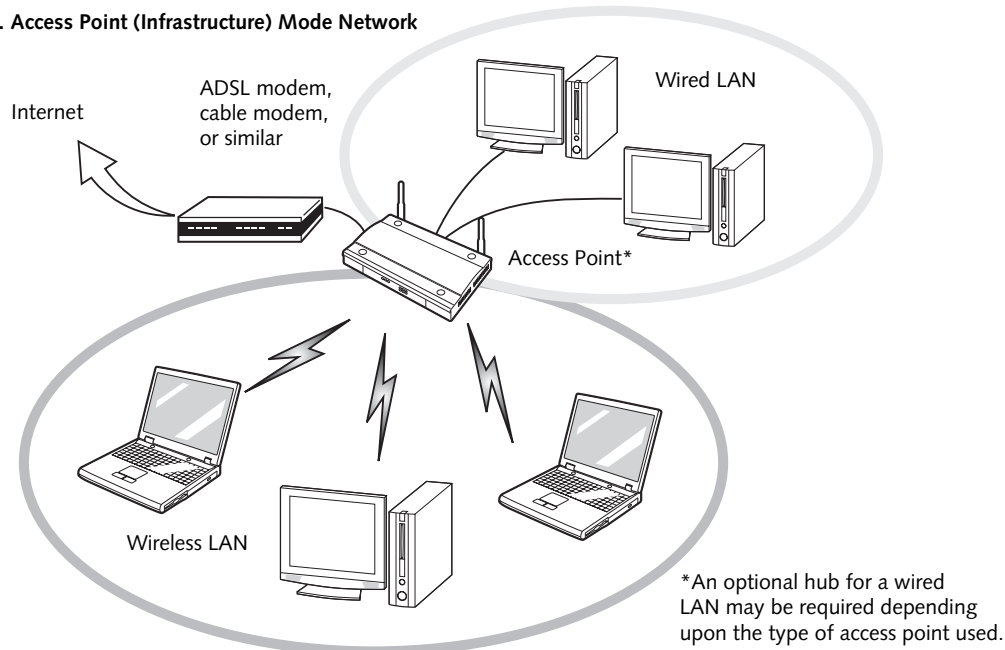 . Access Point (Infrastructure) Mode Network
ADSL modem,
cable modem,
or similar
Internet
Wired LAN
Access Point*
Wireless LAN
*An optional hub for a wired
LAN may be required depending
upon the type of access point used.